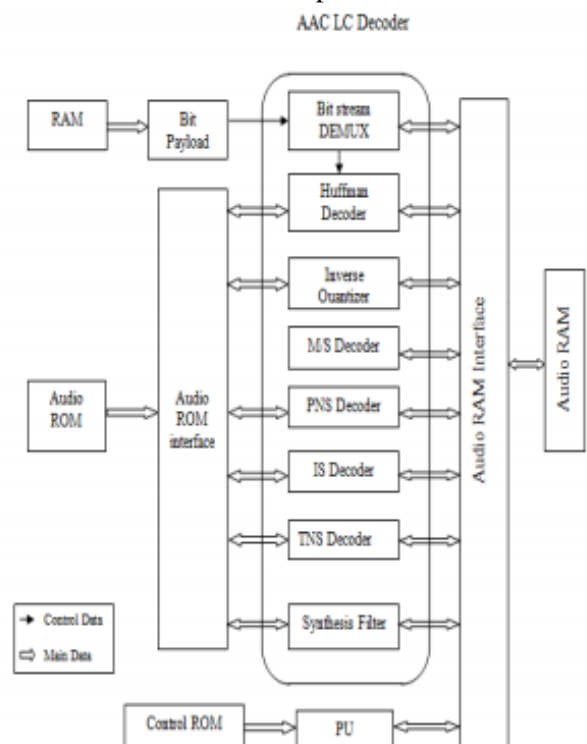 AAC LC Decoder
RAM
Bit
Payload
Bit stream
DEMUX
Huffman
Decoder
Inverse
Quantizer
M/S Decoder
PNS Decoder
IS Decoder
TNS Decoder
Synthesis Filter
Audio
ROM
Audio
ROM
interface
Audio RAM Interface
Audio RAM
Control Data
Main Data
Control ROM
PU